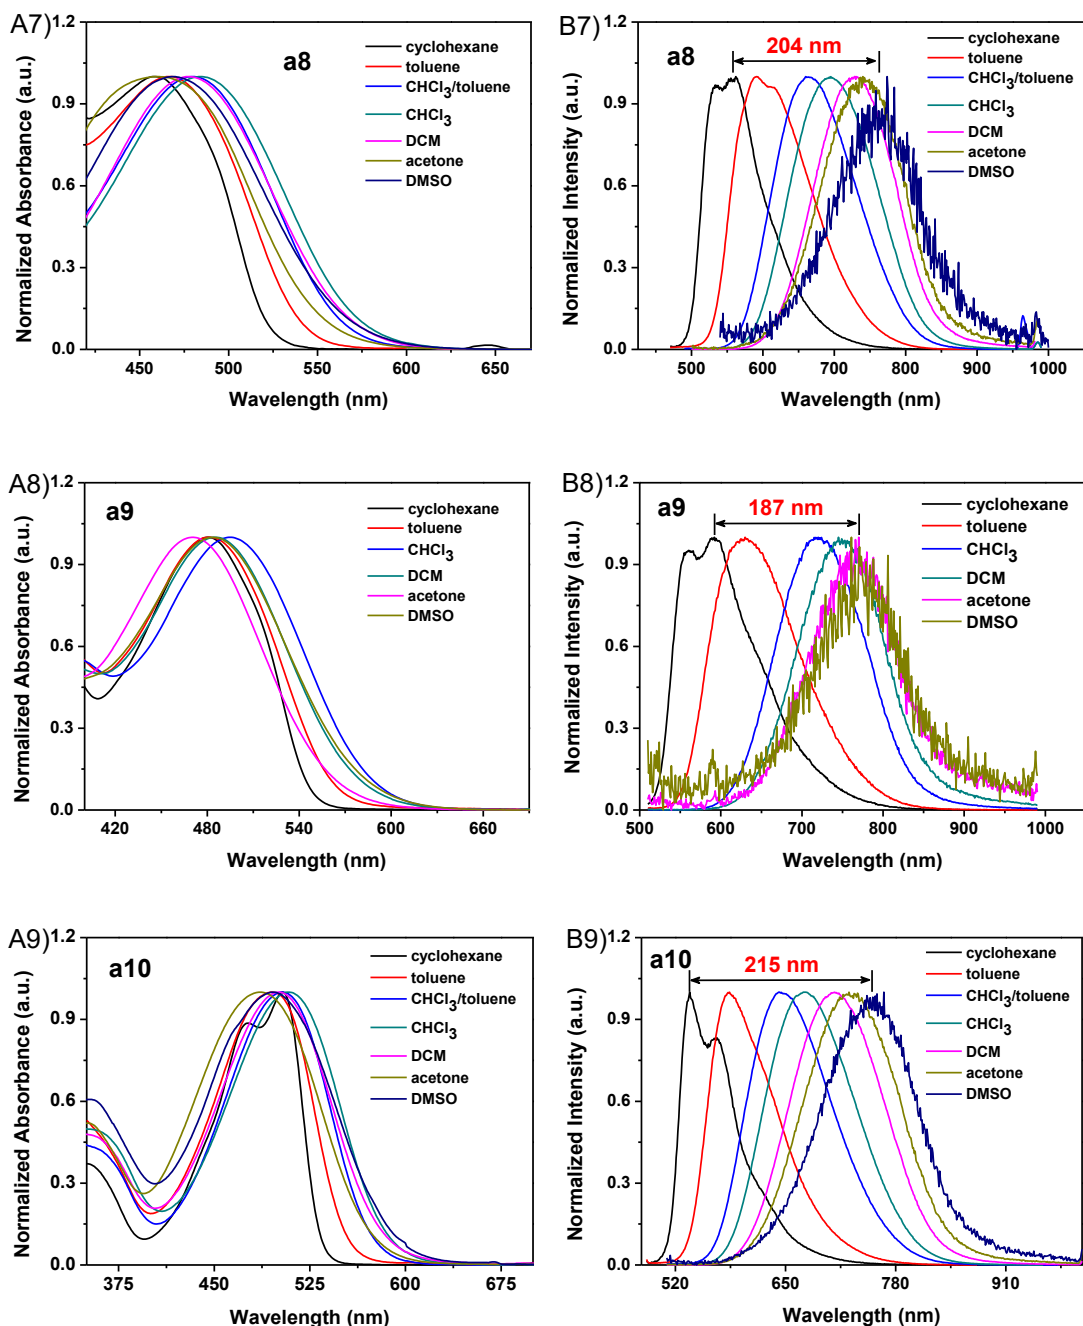 A7)
a8
cyclohexane
toluene
CHCl3/toluene
CHCl3
DCM
acetone
DMSO
Normalized Absorbance (a.u.)
1.2
0.9
0.6
0.3
0.0
450 500 550 600 650
Wavelength (nm)
B7)
a8
204 nm
cyclohexane
toluene
CHCl3/toluene
CHCl3
DCM
acetone
DMSO
Normalized Intensity (a.u.)
1.2
0.9
0.6
0.3
0.0
500 600 700 800 900 1000
Wavelength (nm)
A8)
a9
cyclohexane
toluene
CHCl3
DCM
acetone
DMSO
Normalized Absorbance (a.u.)
1.2
0.9
0.6
0.3
0.0
420 480 540 600 660
Wavelength (nm)
B8)
a9
187 nm
cyclohexane
toluene
CHCl3
DCM
acetone
DMSO
Normalized Intensity (a.u.)
1.2
0.9
0.6
0.3
0.0
500 600 700 800 900 1000
Wavelength (nm)
A9)
a10
cyclohexane
toluene
CHCl3/toluene
CHCl3
DCM
acetone
DMSO
Normalized Absorbance (a.u.)
1.2
0.9
0.6
0.3
0.0
375 450 525 600 675
Wavelength (nm)
B9)
a10
215 nm
cyclohexane
toluene
CHCl3/toluene
CHCl3
DCM
acetone
DMSO
Normalized Intensity (a.u.)
1.2
0.9
0.6
0.3
0.0
520 650 780 910
Wavelength (nm)